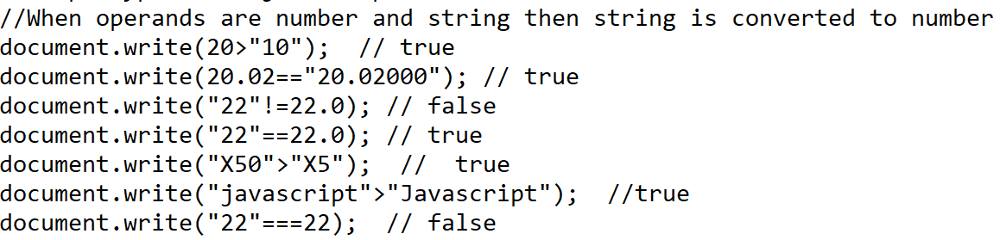 //When operands are number and string then string is converted to number
document.write(20>"10");  // true
document.write(20.02=="20.02000"); // true
document.write("22"!=22.0); // false
document.write("22"==22.0); // true
document.write("X50">"X5");  //  true
document.write("javascript">"Javascript");  //true
document.write("22"===22);  // false